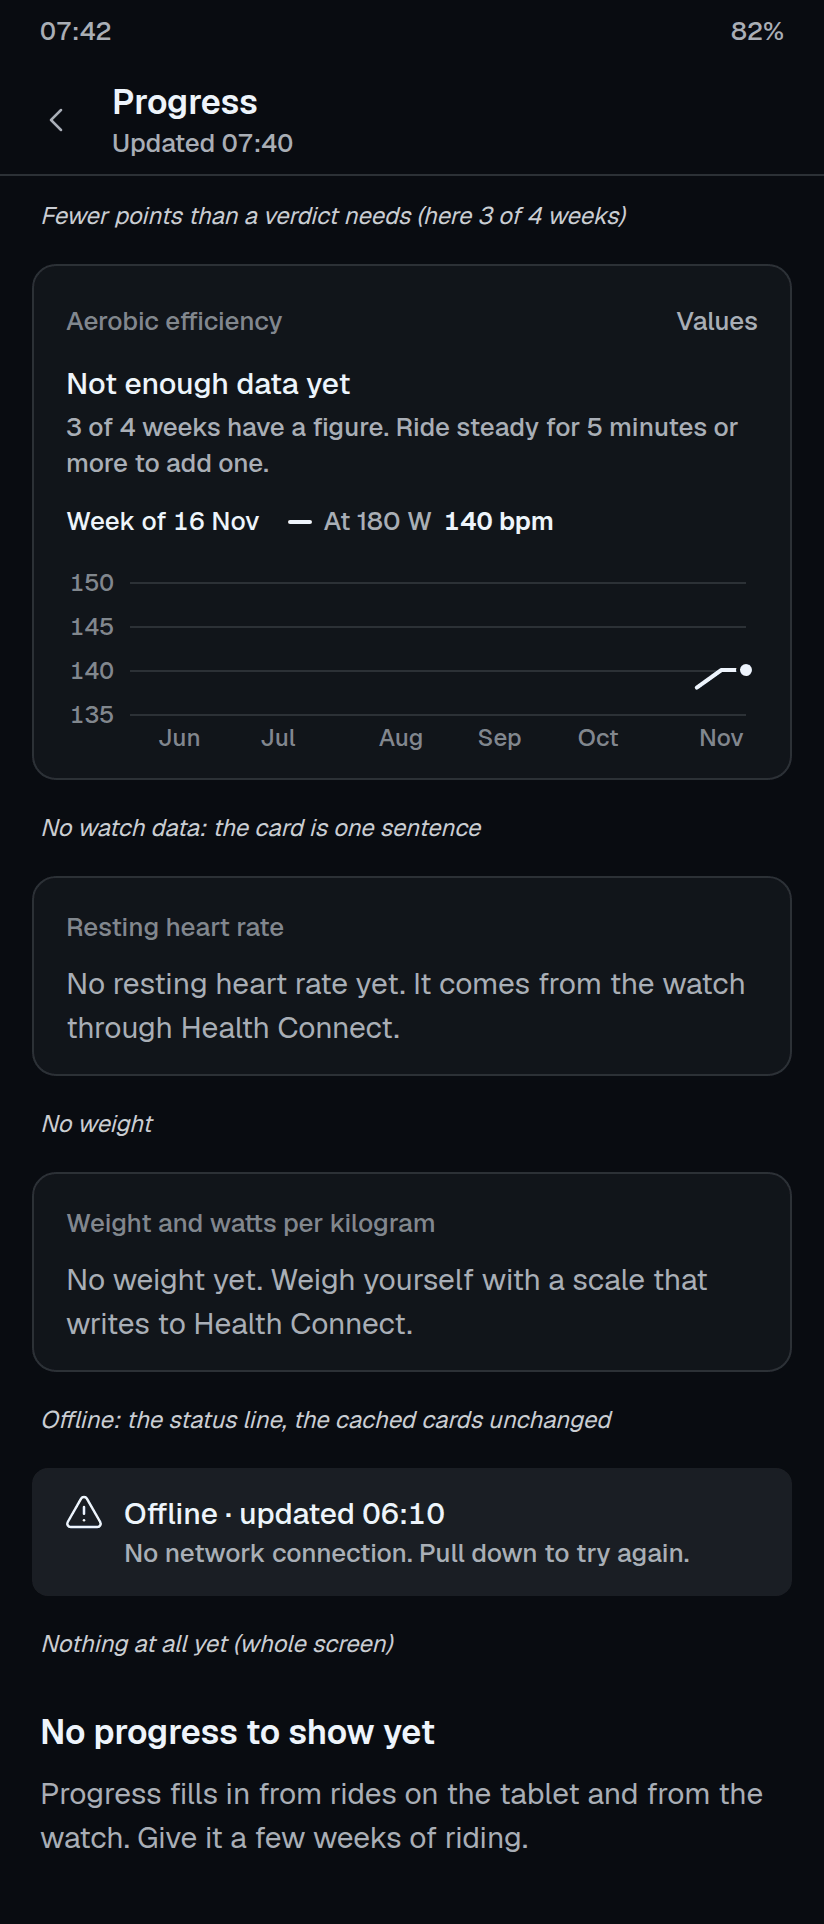 07:42 82%
Progress
Updated 07:40
Fewer points than a verdict needs (here 3 of 4 weeks)
Aerobic efficiency Values
Not enough data yet
3 of 4 weeks have a figure. Ride steady for 5 minutes or
more to add one.
Week of 16 Nov At 180 W 140 bpm
150
145
140
135
Jun Jul Aug Sep Oct Nov
No watch data: the card is one sentence
Resting heart rate
No resting heart rate yet. It comes from the watch
through Health Connect.
No weight
Weight and watts per kilogram
No weight yet. Weigh yourself with a scale that
writes to Health Connect.
Offline: the status line, the cached cards unchanged
Offline · updated 06:10
No network connection. Pull down to try again.
Nothing at all yet (whole screen)
No progress to show yet
Progress fills in from rides on the tablet and from the
watch. Give it a few weeks of riding.